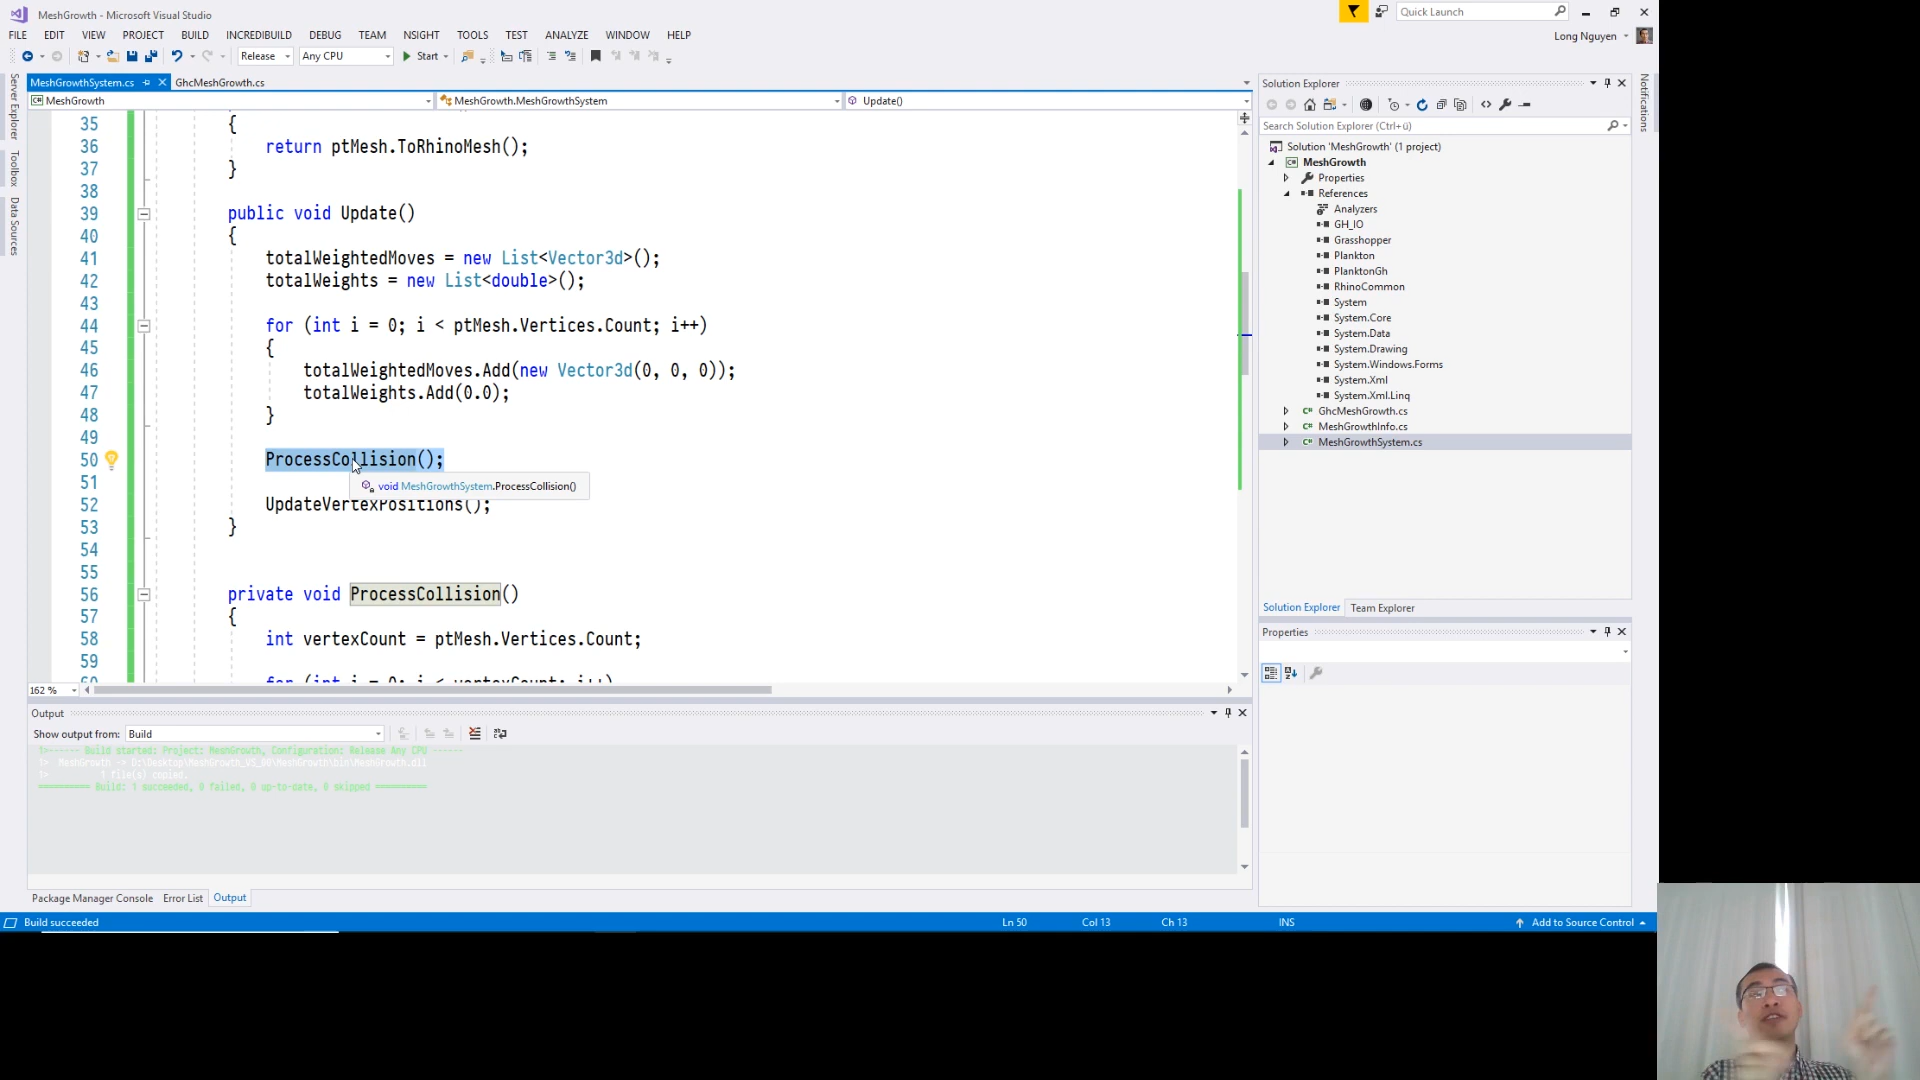 MeshGrowth - Microsoft Visual Studio
Quick Launch
FILE EDIT VIEW PROJECT BUILD INCREDIBUILD DEBUG TEAM NSIGHT TOOLS TEST ANALYZE WINDOW HELP
Long Nguyen
Release Any CPU Start
Server Explorer
Toolbox
Data Sources
MeshGrowthSystem.cs GhcMeshGrowth.cs
MeshGrowth MeshGrowth.MeshGrowthSystem Update()
35 {
36 return ptMesh.ToRhinoMesh();
37 }
38
39 public void Update()
40 {
41 totalWeightedMoves = new List<Vector3d>();
42 totalWeights = new List<double>();
43
44 for (int i = 0; i < ptMesh.Vertices.Count; i++)
45 {
46 totalWeightedMoves.Add(new Vector3d(0, 0, 0));
47 totalWeights.Add(0.0);
48 }
49
50 ProcessCollision();
51 void MeshGrowthSystem.ProcessCollision()
52 UpdateVertexPositions();
53 }
54
55
56 private void ProcessCollision()
57 {
58 int vertexCount = ptMesh.Vertices.Count;
59
60 for (int i = 0; i < vertexCount; i++)
162 %
Output
Show output from: Build
1>------ Build started: Project: MeshGrowth, Configuration: Release Any CPU ------
1> MeshGrowth -> D:\Desktop\MeshGrowth_VS_00\MeshGrowth\bin\MeshGrowth.dll
1> 1 file(s) copied.
========== Build: 1 succeeded, 0 failed, 0 up-to-date, 0 skipped ==========
Package Manager Console Error List Output
Build succeeded Ln 50 Col 13 Ch 13 INS Add to Source Control
Solution Explorer
Search Solution Explorer (Ctrl+ü)
Solution 'MeshGrowth' (1 project)
MeshGrowth
Properties
References
Analyzers
GH_IO
Grasshopper
Plankton
PlanktonGh
RhinoCommon
System
System.Core
System.Data
System.Drawing
System.Windows.Forms
System.Xml
System.Xml.Linq
GhcMeshGrowth.cs
MeshGrowthInfo.cs
MeshGrowthSystem.cs
Solution Explorer Team Explorer
Properties
Notifications